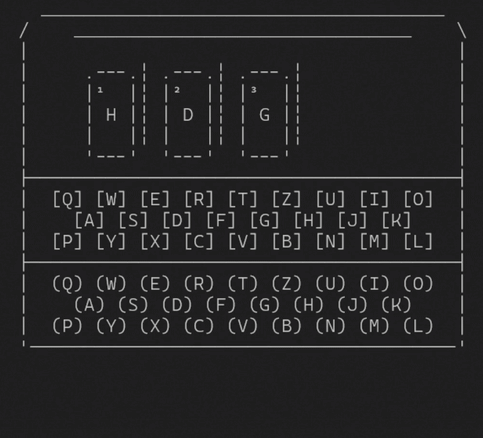 1 2 3
H D G
[Q] [W] [E] [R] [T] [Z] [U] [I] [O]
[A] [S] [D] [F] [G] [H] [J] [K]
[P] [Y] [X] [C] [V] [B] [N] [M] [L]
(Q) (W) (E) (R) (T) (Z) (U) (I) (O)
(A) (S) (D) (F) (G) (H) (J) (K)
(P) (Y) (X) (C) (V) (B) (N) (M) (L)